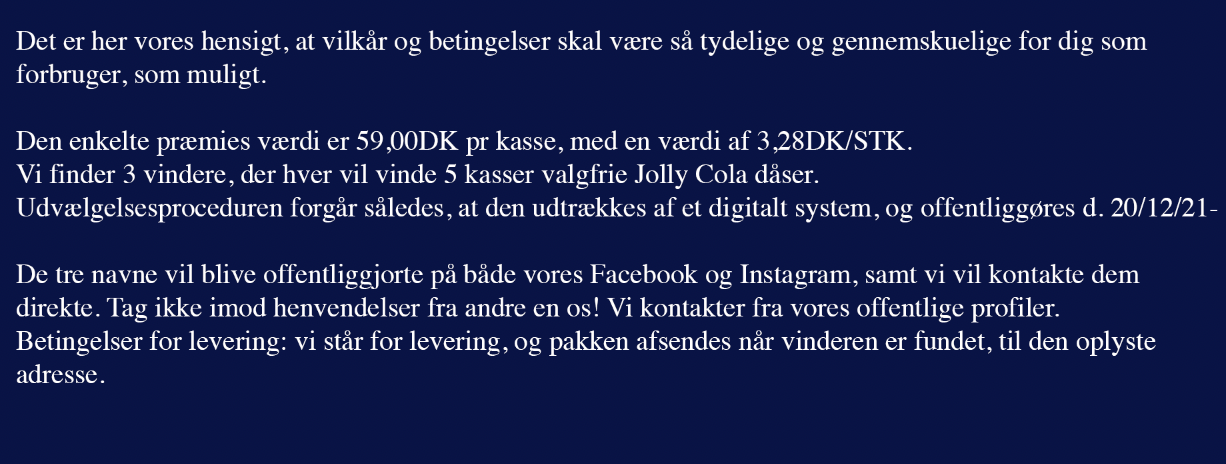 Det er her vores hensigt, at vilkår og betingelser skal være så tydelige og gennemskuelige for dig som
forbruger, som muligt.
Den enkelte præmies værdi er 59,00DK pr kasse, med en værdi af 3,28DK/STK.
Vi finder 3 vindere, der hver vil vinde 5 kasser valgfrie Jolly Cola dåser.
Udvælgelsesproceduren forgår således, at den udtrækkes af et digitalt system, og offentliggøres d. 20/12/21-
De tre navne vil blive offentliggjorte på både vores Facebook og Instagram, samt vi vil kontakte dem
direkte. Tag ikke imod henvendelser fra andre en os! Vi kontakter fra vores offentlige profiler.
Betingelser for levering: vi står for levering, og pakken afsendes når vinderen er fundet, til den oplyste
adresse.